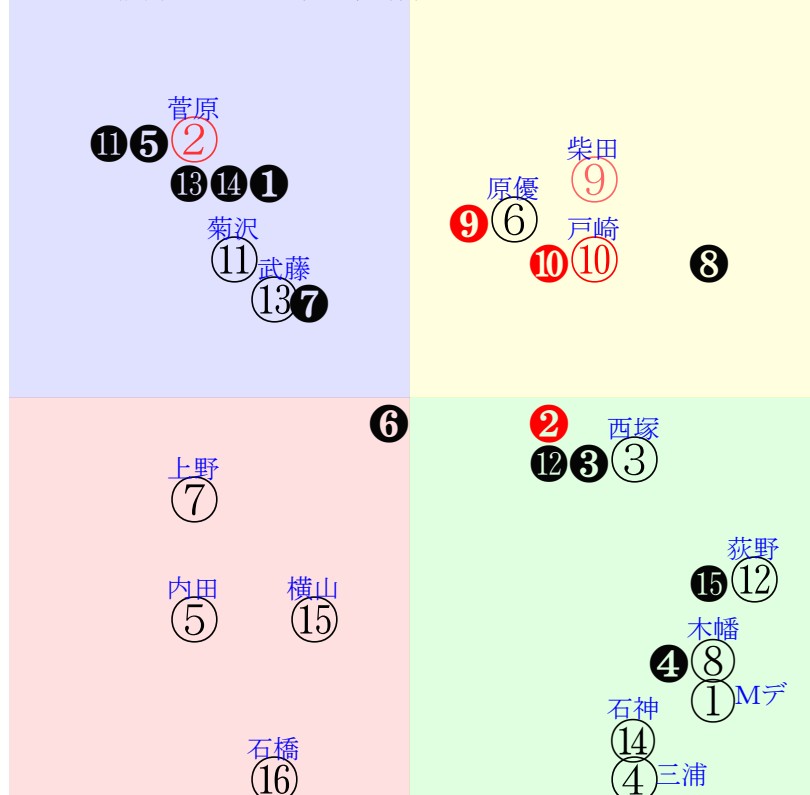 菅原
⓫❺②
⓭⓮❶
柴田
⑨
原優
❾⑥
菊沢
⑪
戸崎
❿⑩
❽
武藤
⑬❼
❻
❷
西塚
⓬❸③
上野
⑦
荻野
⓯⑫
内田
⑤
横山
⑮
木幡
❹⑧
①Mデ
石神
⑭
石橋
⑯
④三浦